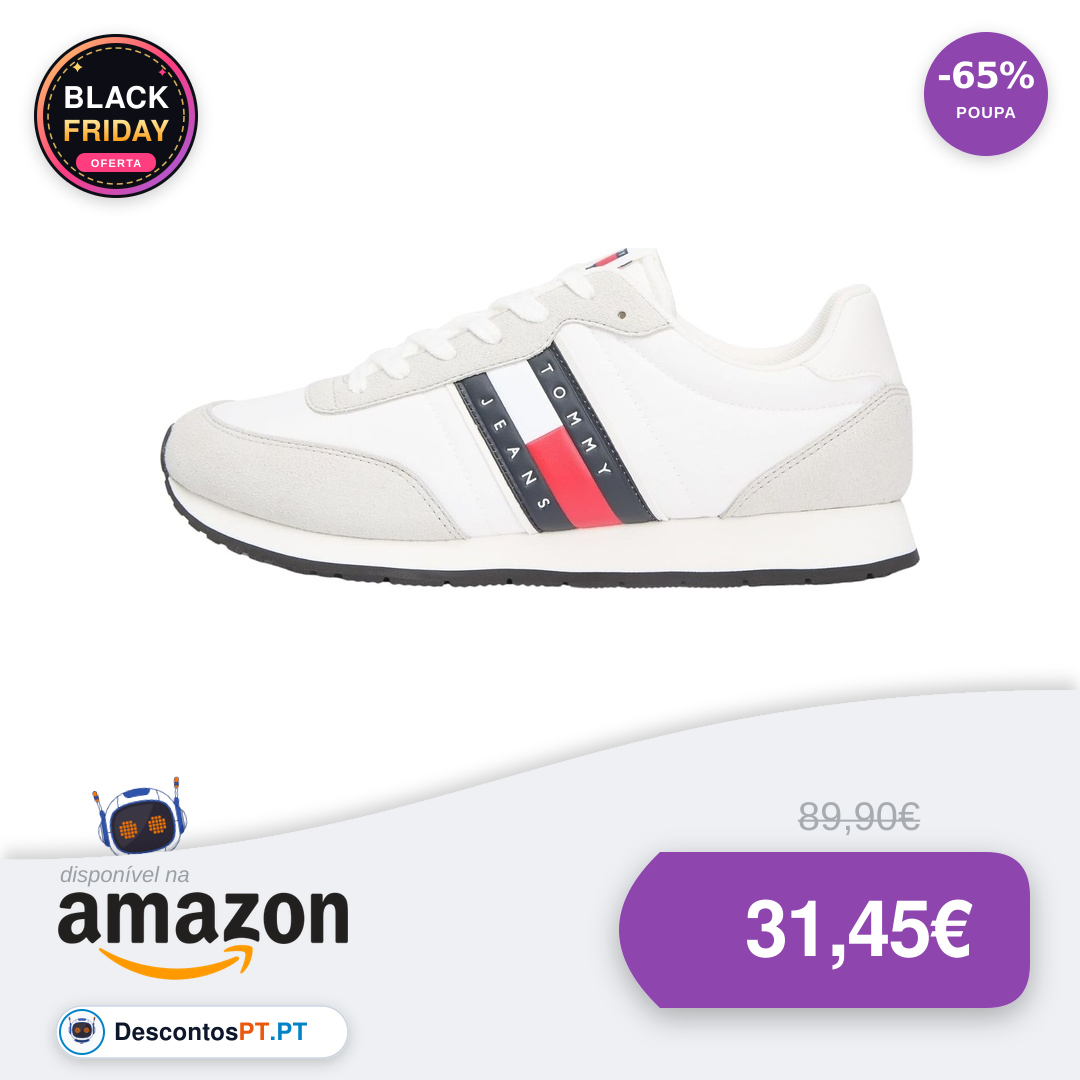 BLACK
FRIDAY
OFERTA
-65%
POUPA
TOMMY
JEANS
89,90€
disponível na
amazon
31,45€
DescontosPT.PT